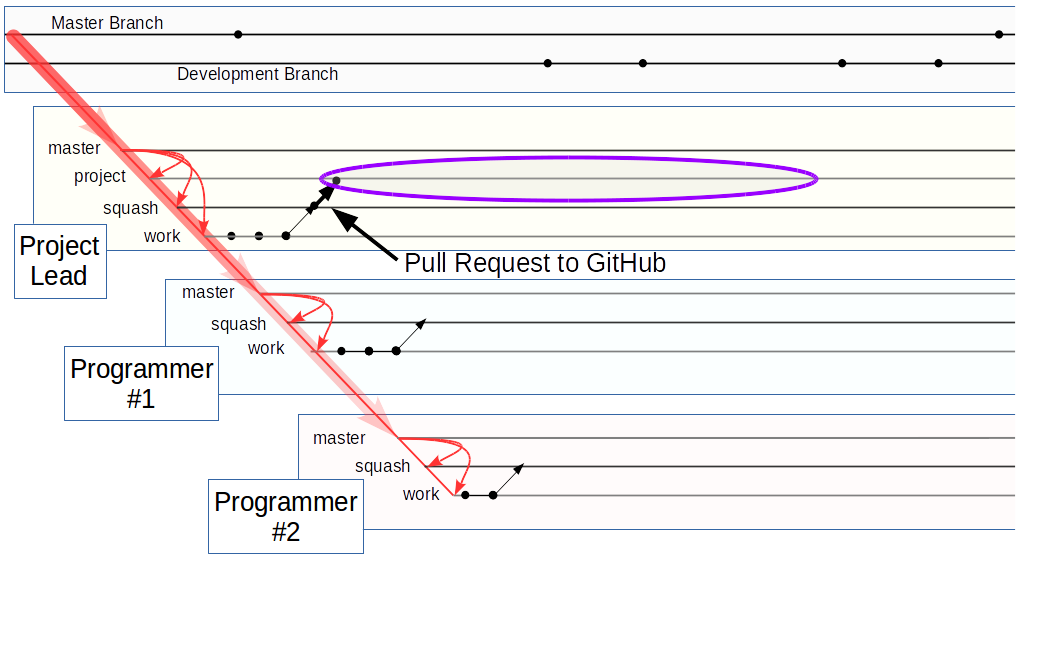 Master Branch
Development Branch
master
project
squash
work
Project
Lead
Pull Request to GitHub
master
squash
work
Programmer
#1
master
squash
work
Programmer
#2